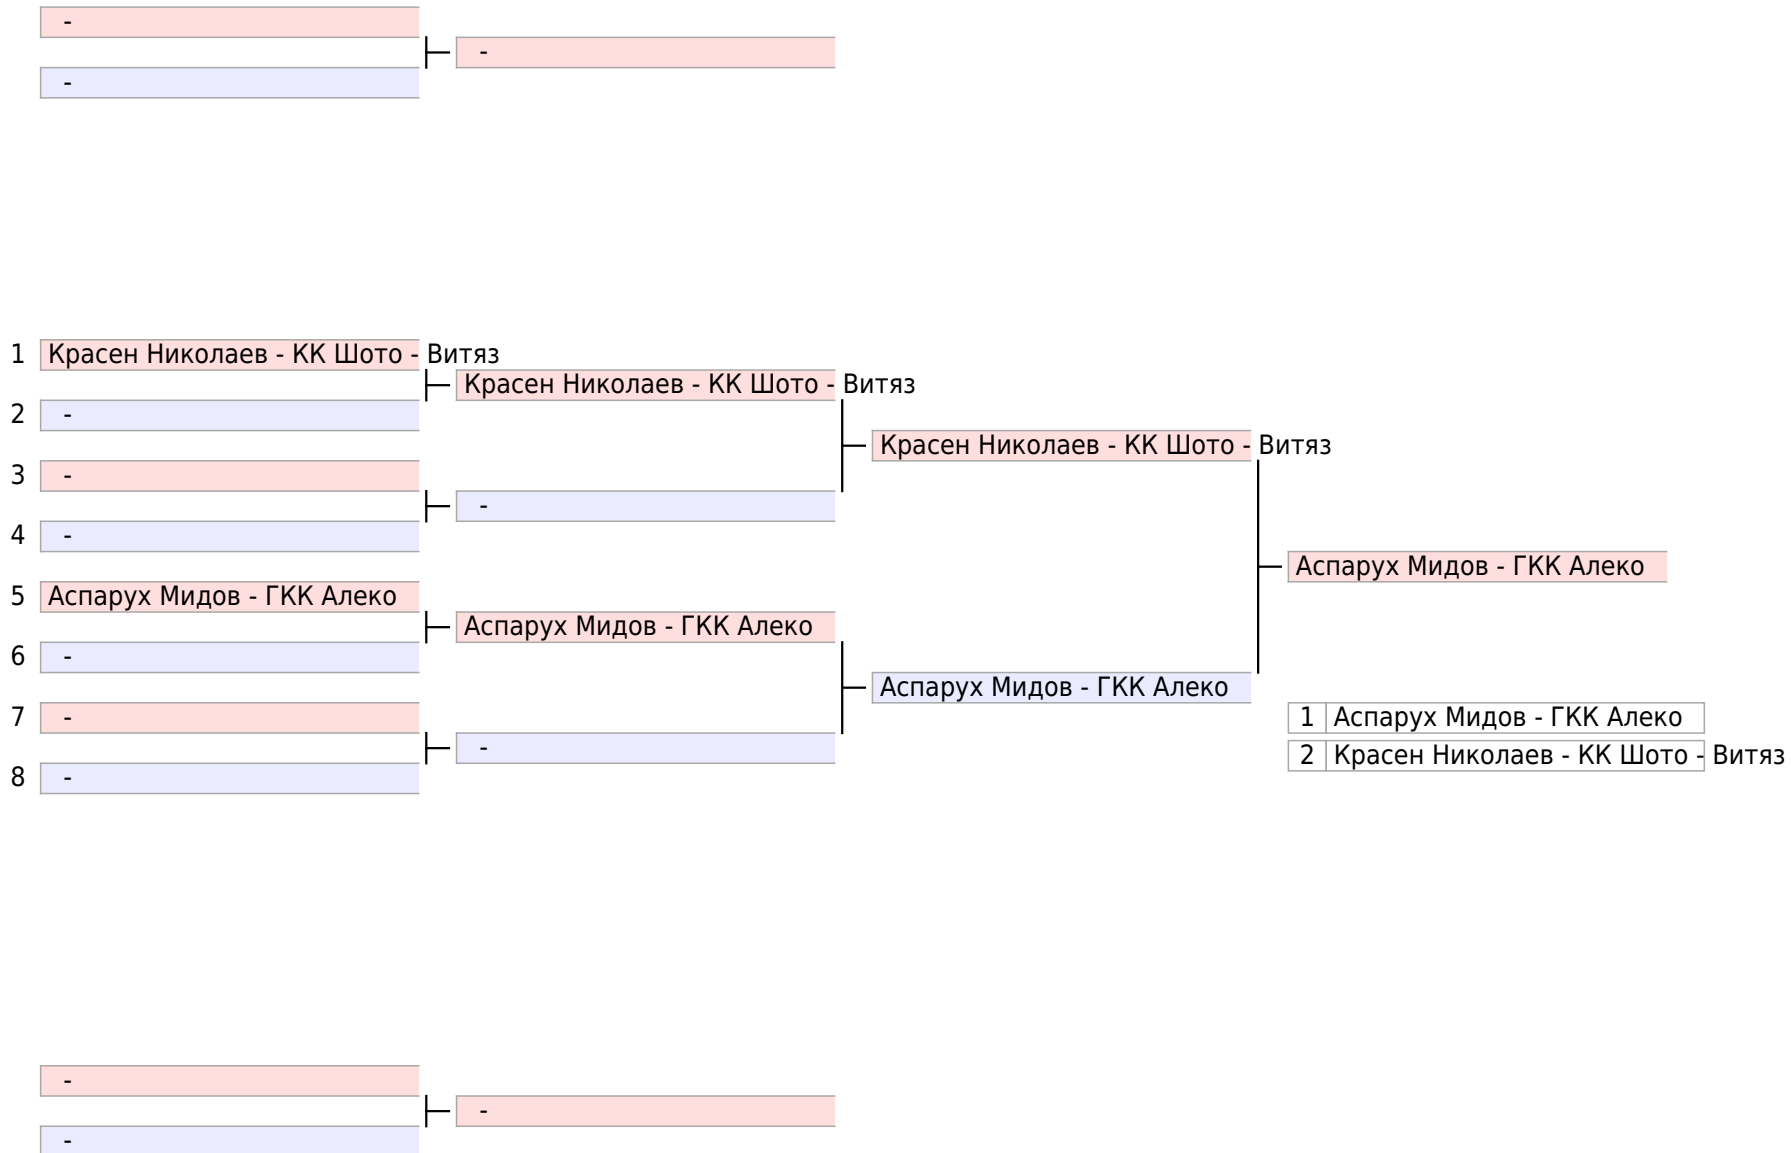 -
-
-
1 Красен Николаев - КК Шото - Витяз
Красен Николаев - КК Шото - Витяз
2 -
Красен Николаев - КК Шото - Витяз
3 -
-
4 -
Аспарух Мидов - ГКК Алеко
5 Аспарух Мидов - ГКК Алеко
Аспарух Мидов - ГКК Алеко
6 -
Аспарух Мидов - ГКК Алеко
7 -
1 Аспарух Мидов - ГКК Алеко
-
2 Красен Николаев - КК Шото - Витяз
8 -
-
-
-